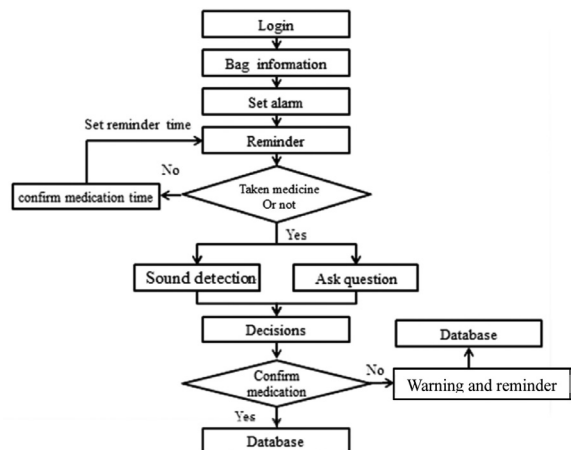 Login
Bag information
Set alarm
Set reminder time
Reminder
No
Taken medicine
Or not
confirm medication time
Yes
Sound detection
Ask question
Decisions
Database
Confirm
medication
No
Warning and reminder
Yes
Database